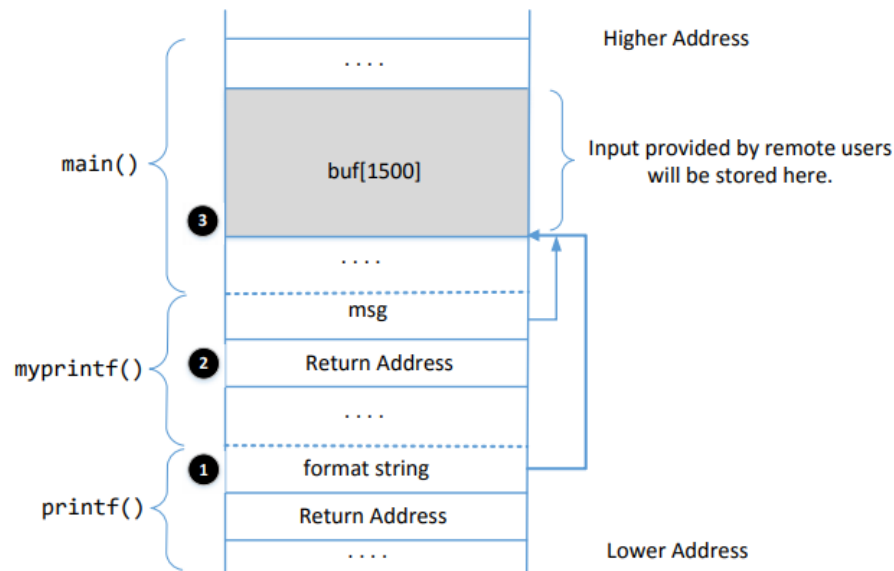 Higher Address
. . . .
main()
buf[1500]
Input provided by remote users
will be stored here.
3
. . . .
msg
myprintf()
2
Return Address
. . . .
1
format string
printf()
Return Address
. . . .
Lower Address